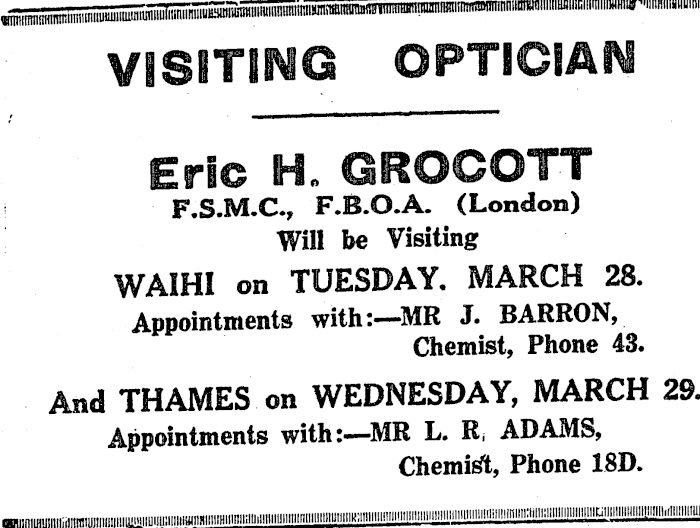 VISITING OPTICIAN
Eric H. GROCOTT
F.S.M.C., F.B.O.A. (London)
Will be Visiting
WAIHI on TUESDAY. MARCH 28.
Appointments with:—MR J. BARRON,
Chemist, Phone 43.
And THAMES on WEDNESDAY, MARCH 29.
Appointments with:—MR L. R. ADAMS,
Chemist, Phone 18D.